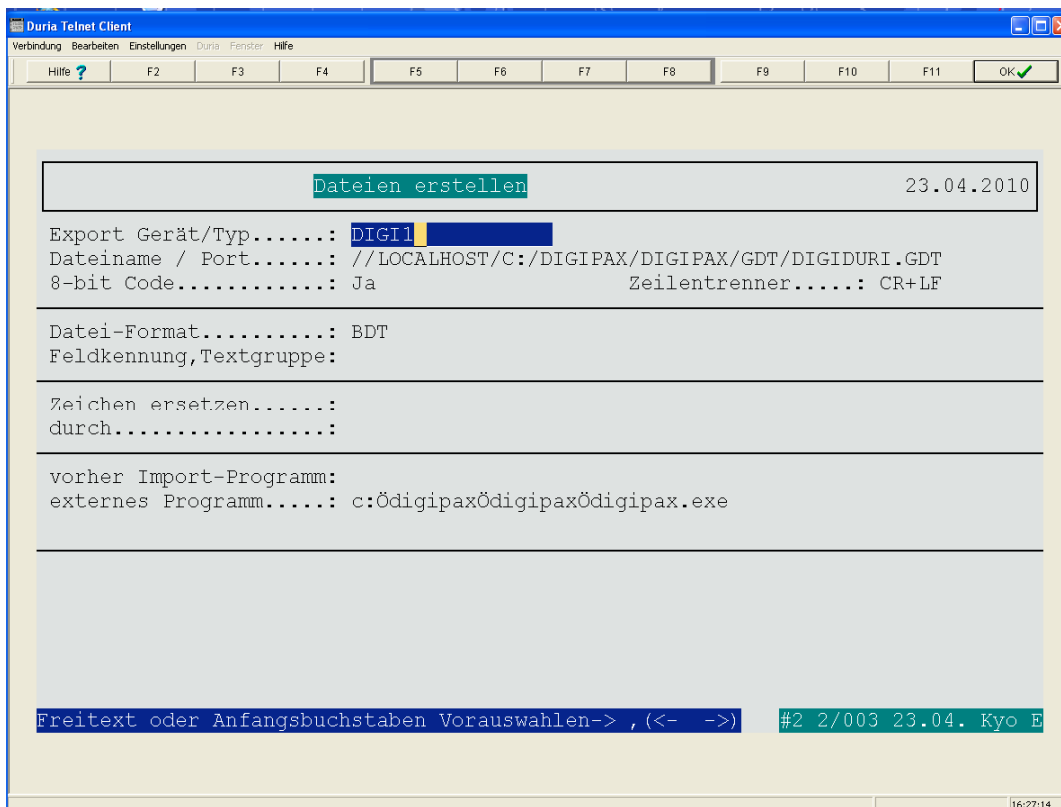 Duria Telnet Client
Verbindung Bearbeiten Einstellungen Duria Fenster Hilfe
Hilfe ? F2 F3 F4 F5 F6 F7 F8 F9 F10 F11 OK
Dateien erstellen 23.04.2010
Export Gerät/Typ......: DIGI1
Dateiname / Port......: //LOCALHOST/C:/DIGIPAX/DIGIPAX/GDT/DIGIDURI.GDT
8-bit Code............: Ja Zeilentrenner.....: CR+LF
Datei-Format..........: BDT
Feldkennung,Textgruppe:
Zeichen ersetzen......:
durch.................:
vorher Import-Programm:
externes Programm.....: c:ÖdigipaxÖdigipaxÖdigipax.exe
Freitext oder Anfangsbuchstaben Vorauswahlen-> ,(<- ->) #2 2/003 23.04. Kyo E
16:27:14